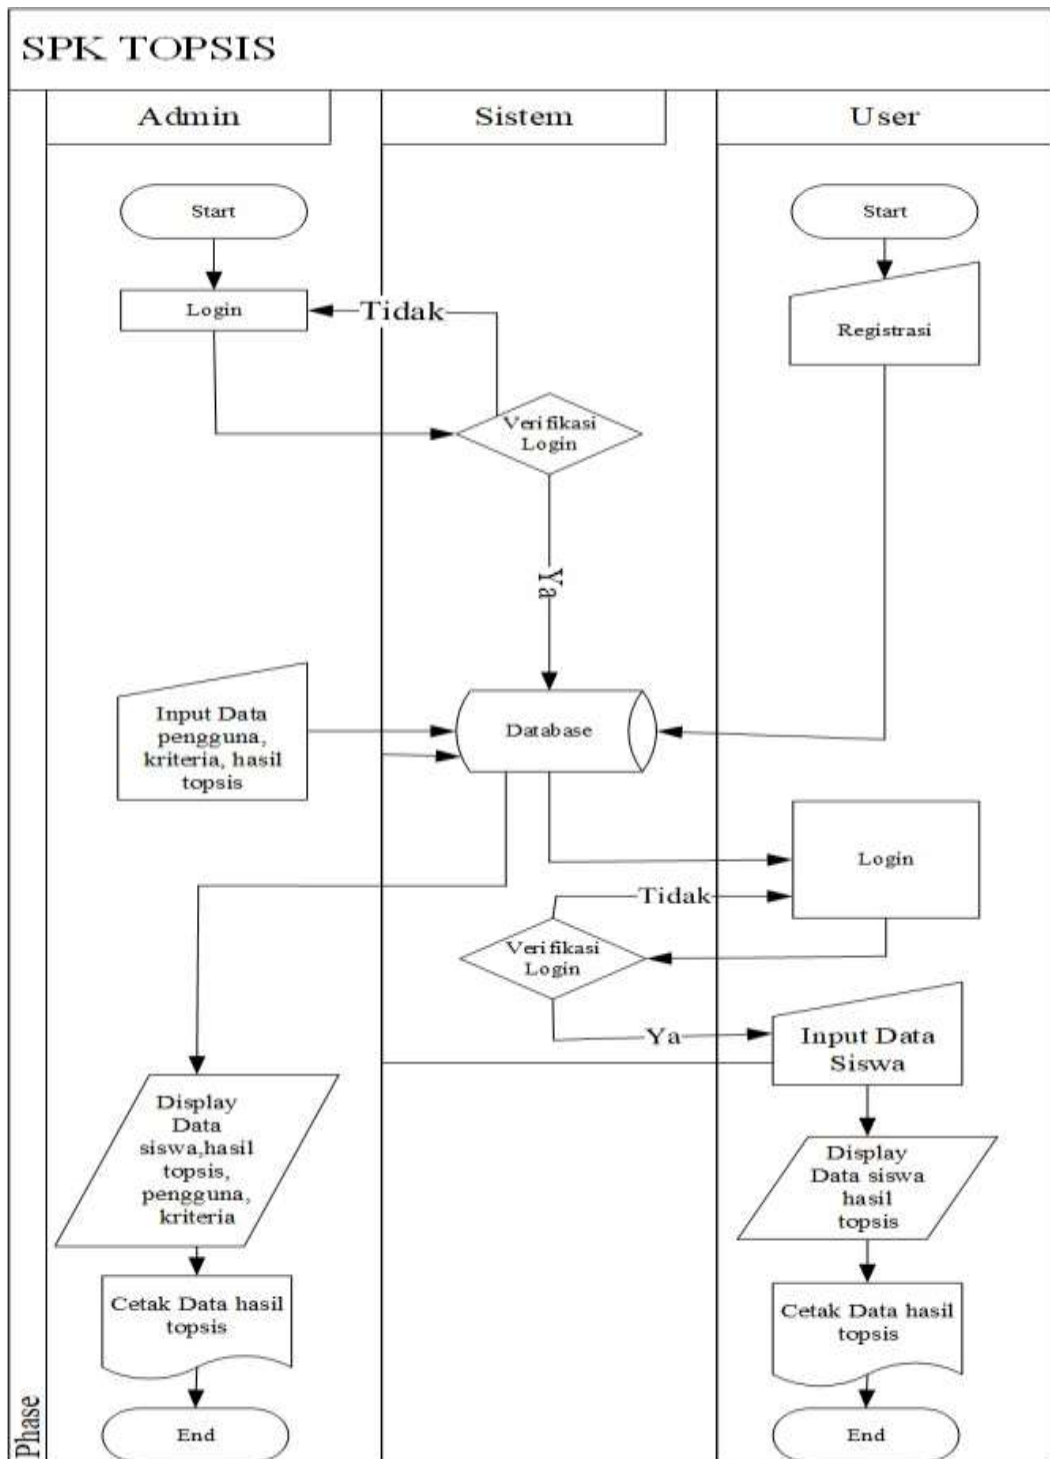 SPK TOPSIS
Admin
Sistem
User
Start
Start
Login
Tidak
Registrasi
Verifikasi
Login
Ya
Input Data
pengguna,
kriteria, hasil
topsis
Database
Login
Tidak
Verifikasi
Login
Ya
Input Data
Siswa
Display
Data
siswa,hasil
topsis,
pengguna,
kriteria
Display
Data siswa
hasil
topsis
Cetak Data hasil
topsis
Cetak Data hasil
topsis
End
End
Phase